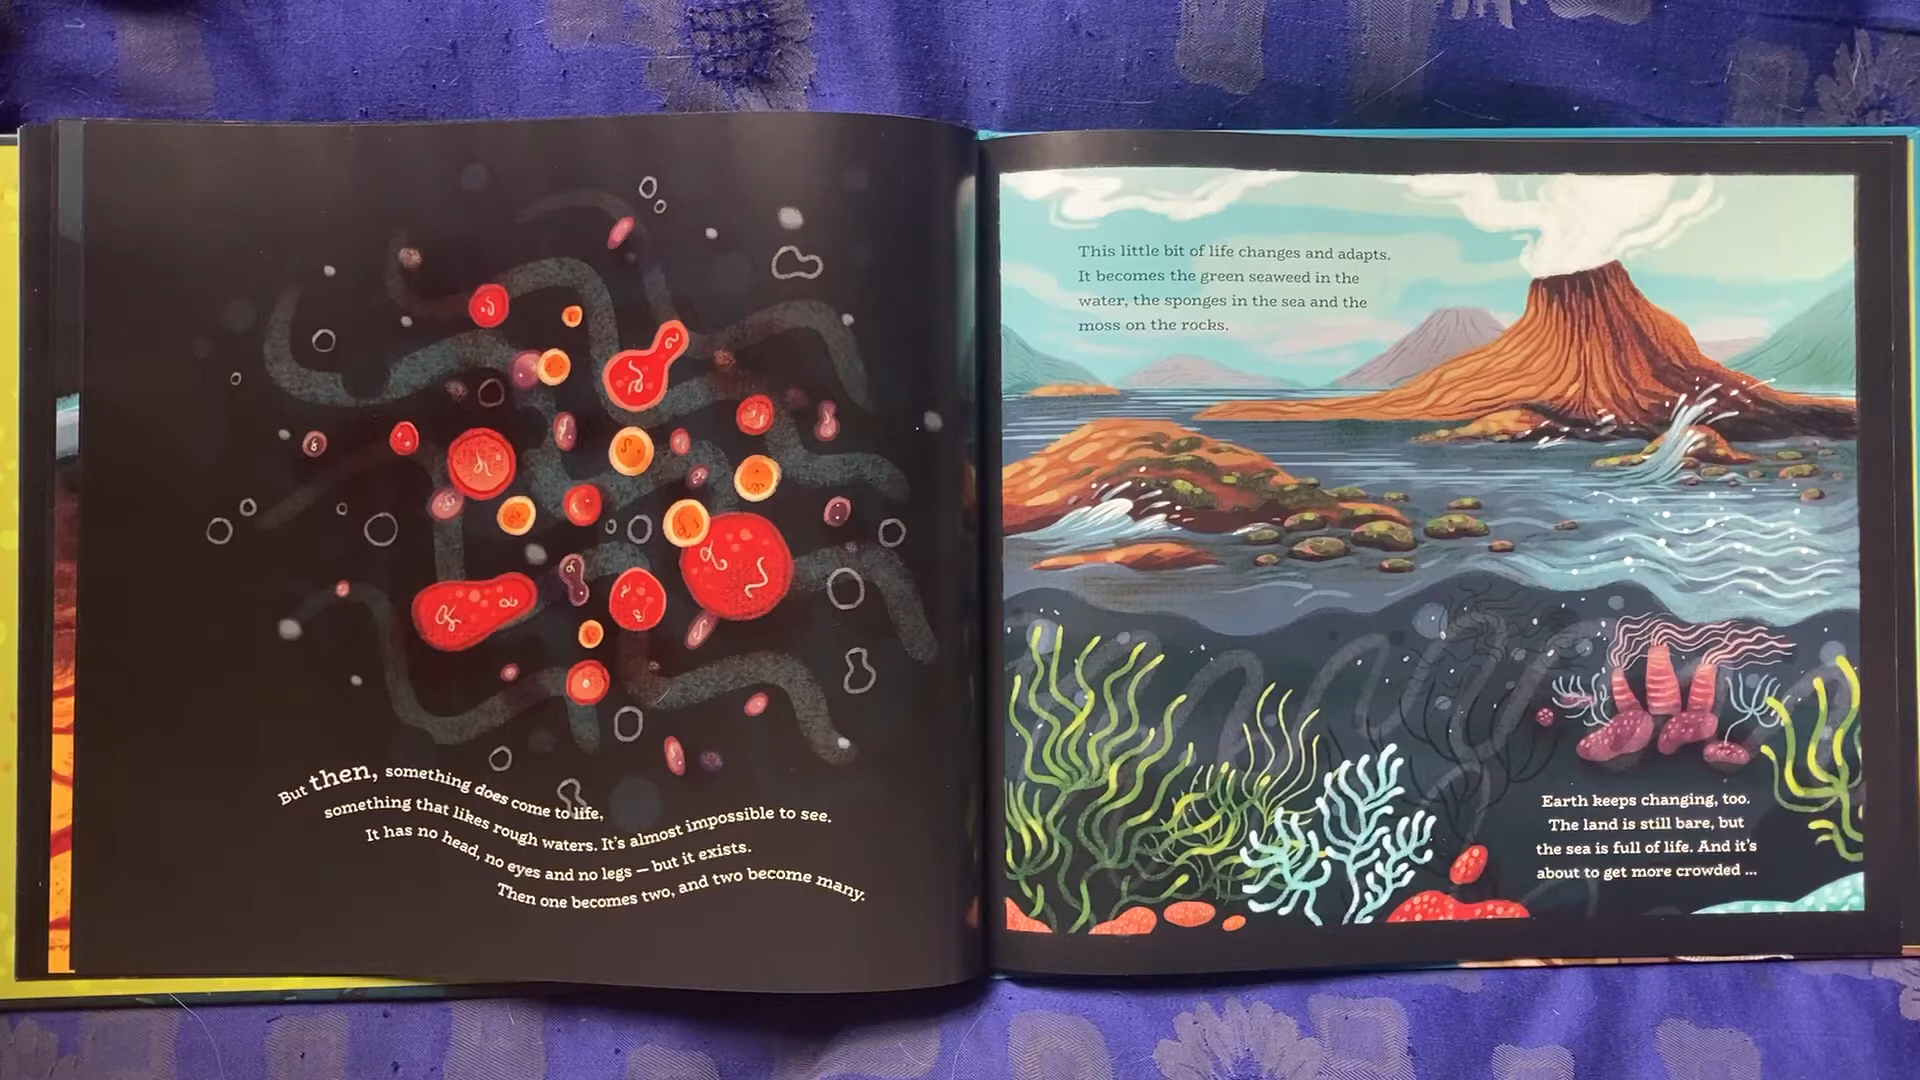 But then, something does come to life,
something that likes rough waters. It's almost impossible to see.
It has no head, no eyes and no legs — but it exists.
Then one becomes two, and two become many.
This little bit of life changes and adapts.
It becomes the green seaweed in the
water, the sponges in the sea and the
moss on the rocks.
Earth keeps changing, too.
The land is still bare, but
the sea is full of life. And it's
about to get more crowded ...